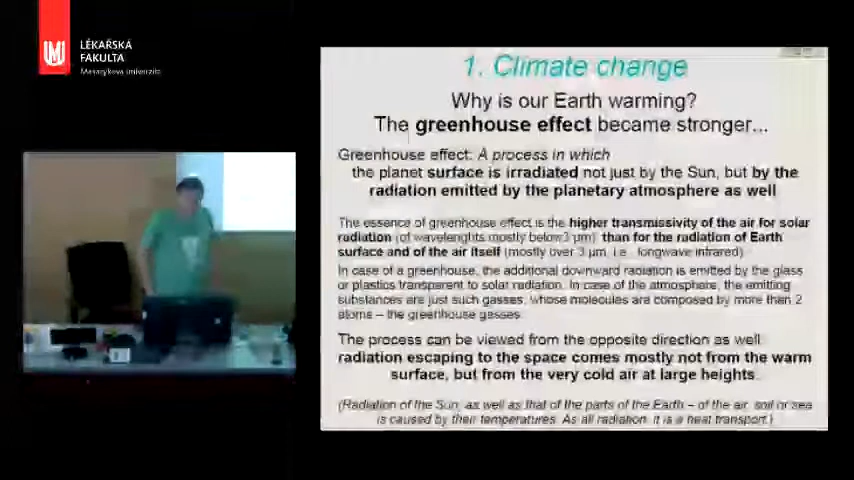 LÉKAŘSKÁ
FAKULTA
Masarykova univerzita
1. Climate change
Why is our Earth warming?
The greenhouse effect became stronger...
Greenhouse effect: A process in which
the planet surface is irradiated not just by the Sun, but by the
radiation emitted by the planetary atmosphere as well
The essence of greenhouse effect is the higher transmissivity of the air for solar
radiation (of wavelenghts mostly below 3 µm) than for the radiation of Earth
surface and of the air itself (mostly over 3 µm, i.e. longwave infrared)
In case of a greenhouse, the additional downward radiation is emitted by the glass
or plastics transparent to solar radiation. In case of the atmosphere, the emitting
substances are just such gasses, whose molecules are composed by more than 2
atoms – the greenhouse gasses.
The process can be viewed from the opposite direction as well:
radiation escaping to the space comes mostly not from the warm
surface, but from the very cold air at large heights.
(Radiation of the Sun, as well as that of the parts of the Earth – of the air, soil or sea
is caused by their temperatures. As all radiation, it is a heat transport.)